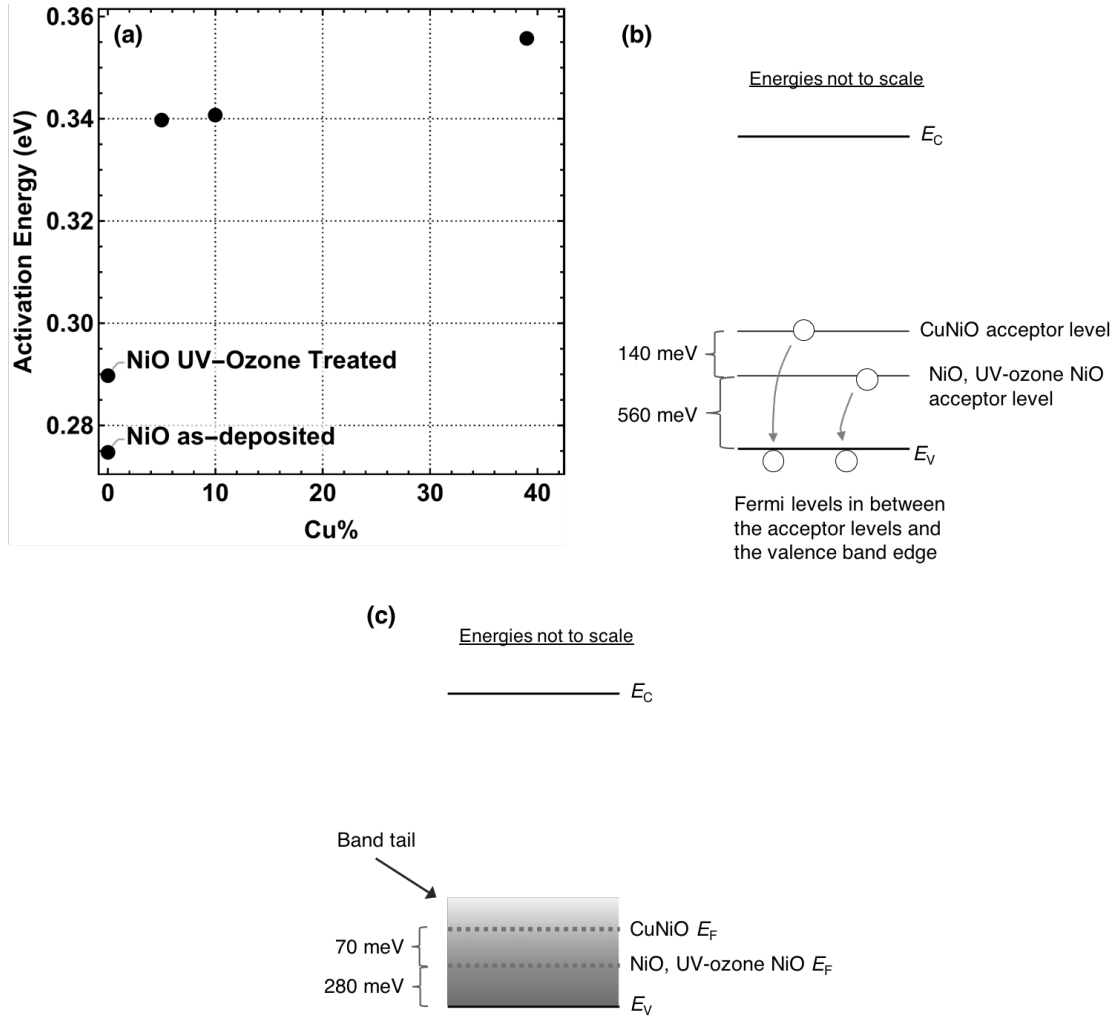 (a)
0.36
0.34
0.32
0.30
0.28
Activation Energy (eV)
NiO UV−Ozone Treated
NiO as−deposited
0 10 20 30 40
Cu%
(b)
Energies not to scale
EC
CuNiO acceptor level
140 meV
NiO, UV-ozone NiO
acceptor level
560 meV
EV
Fermi levels in between
the acceptor levels and
the valence band edge
(c)
Energies not to scale
EC
Band tail
CuNiO EF
70 meV
NiO, UV-ozone NiO EF
280 meV
EV